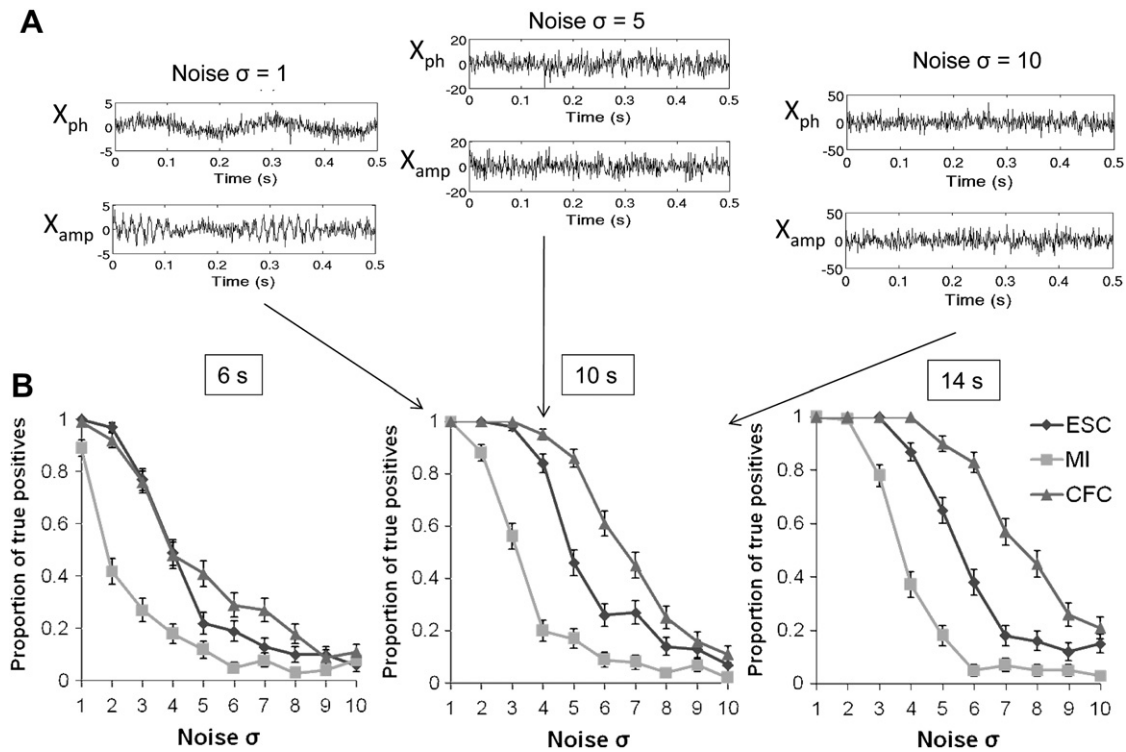 A
Noise σ = 1
Noise σ = 5
Noise σ = 10
X_ph
5
0
-5
0 0.1 0.2 0.3 0.4 0.5
Time (s)
X_amp
5
0
-5
0 0.1 0.2 0.3 0.4 0.5
Time (s)
X_ph
20
0
-20
0 0.1 0.2 0.3 0.4 0.5
Time (s)
X_amp
20
0
-20
0 0.1 0.2 0.3 0.4 0.5
Time (s)
X_ph
50
0
-50
0 0.1 0.2 0.3 0.4 0.5
Time (s)
X_amp
50
0
-50
0 0.1 0.2 0.3 0.4 0.5
Time (s)
B
6 s
Proportion of true positives
1
0.8
0.6
0.4
0.2
0
1 2 3 4 5 6 7 8 9 10
Noise σ
10 s
Proportion of true positives
1
0.8
0.6
0.4
0.2
0
1 2 3 4 5 6 7 8 9 10
Noise σ
14 s
Proportion of true positives
1
0.8
0.6
0.4
0.2
0
1 2 3 4 5 6 7 8 9 10
Noise σ
ESC
MI
CFC